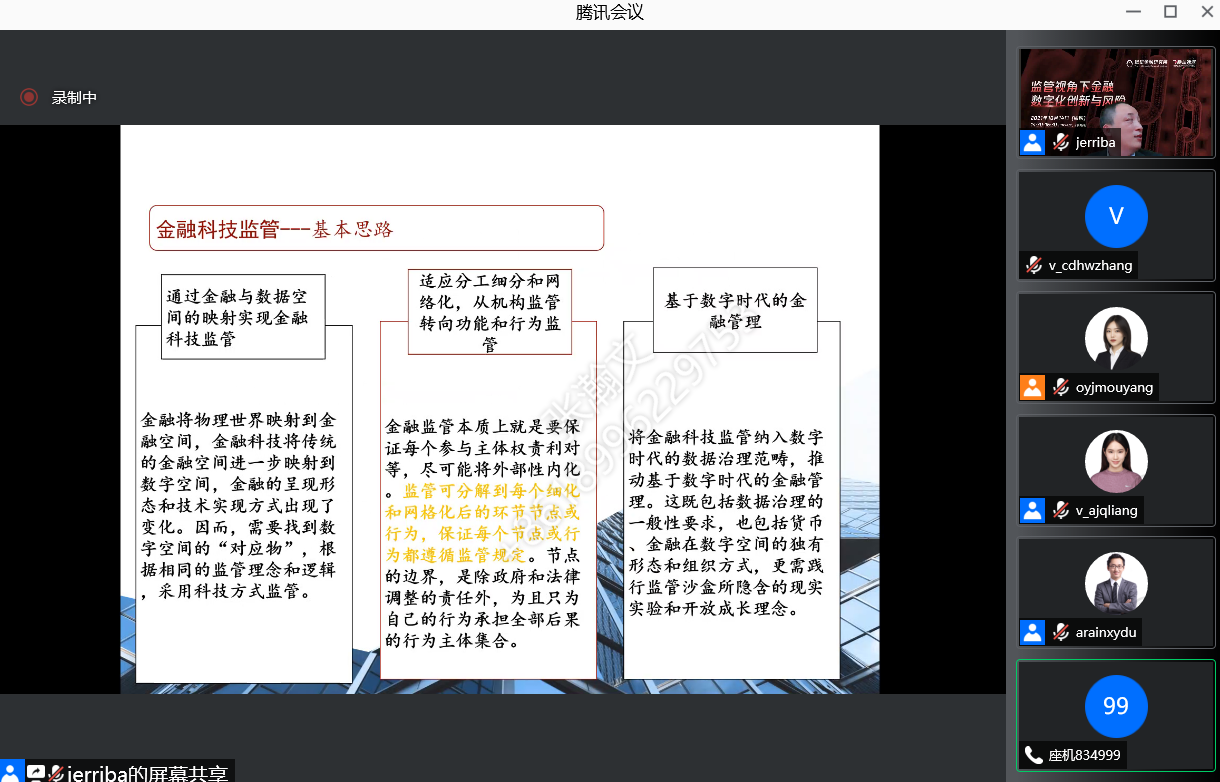 腾讯会议
录制中
金融科技监管---基本思路
通过金融与数据空
间的映射实现金融
科技监管
金融将物理世界映射到金
融空间，金融科技将传统
的金融空间进一步映射到
数字空间，金融的呈现形
态和技术实现方式出现了
变化。因而，需要找到数
字空间的“对应物”，根
据相同的监管理念和逻辑
，采用科技方式监管。
适应分工细分和网
络化，从机构监管
转向功能和行为监
管
金融监管本质上就是要保
证每个参与主体权责利对
等，尽可能将外部性内化
。监管可分解到每个细化
和网格化后的环节节点或
行为，保证每个节点或行
为都遵循监管规定。节点
的边界，是除政府和法律
调整的责任外，为且只为
自己的行为承担全部后果
的行为主体集合。
基于数字时代的金
融管理
将金融科技监管纳入数字
时代的数据治理范畴，推
动基于数字时代的金融管
理。这既包括数据治理的
一般性要求，也包括货币
、金融在数字空间的独有
形态和组织方式，更需践
行监管沙盒所隐含的现实
实验和开放成长理念。
张瀚文
jerriba的屏幕共享
监管视角下金融
数字化创新与风险
jerriba
V
v_cdhwzhang
oyjmouyang
v_ajqliang
arainxydu
99
座机834999